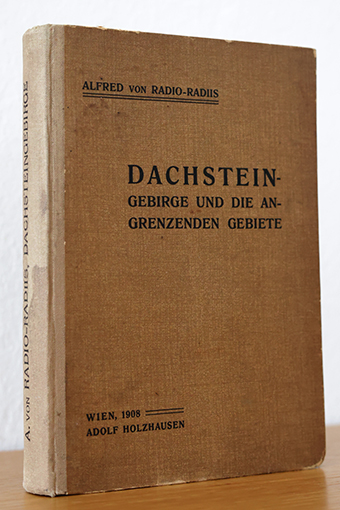 ALFRED VON RADIO-RADIIS
DACHSTEIN-
GEBIRGE UND DIE AN-
GRENZENDEN GEBIETE
WIEN, 1908
ADOLF HOLZHAUSEN
A. VON RADIO-RADIIS, DACHSTEINGEBIRGE